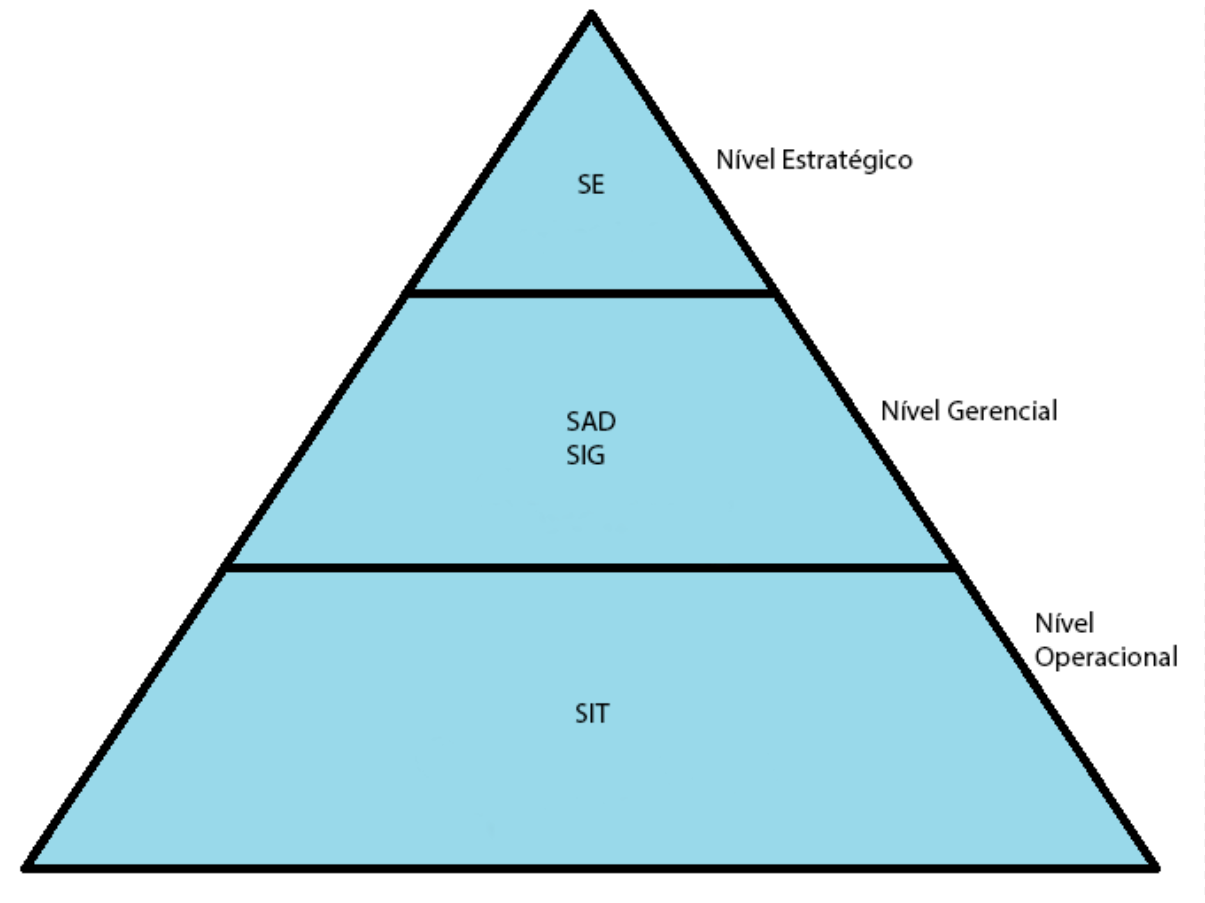 Nível Estratégico
SE
Nível Gerencial
SAD
SIG
Nível
Operacional
SIT